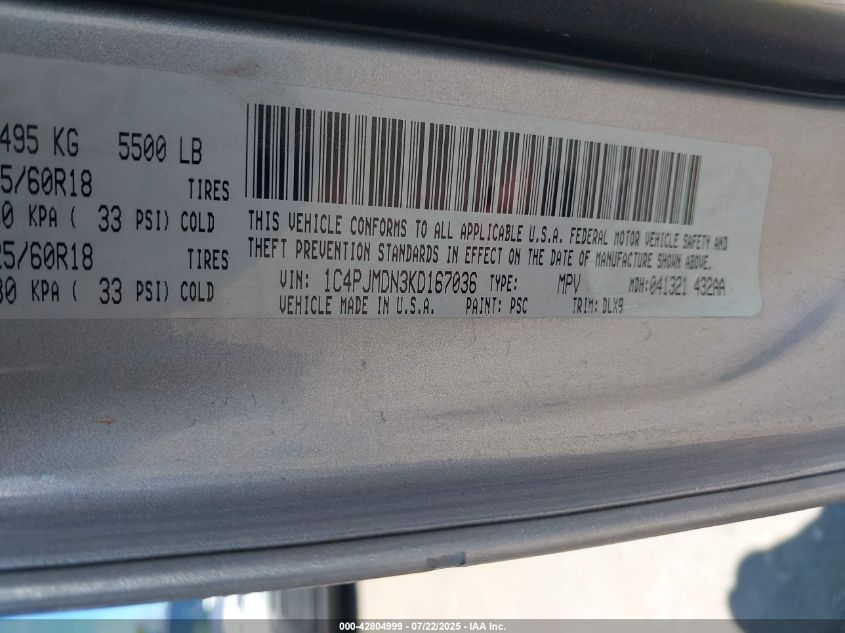 495 KG 5500 LB
5/60R18 TIRES
0 KPA ( 33 PSI) COLD
25/60R18 TIRES
30 KPA ( 33 PSI) COLD
THIS VEHICLE CONFORMS TO ALL APPLICABLE U.S.A. FEDERAL MOTOR VEHICLE SAFETY AND
THEFT PREVENTION STANDARDS IN EFFECT ON THE DATE OF MANUFACTURE SHOWN ABOVE.
VIN: 1C4PJMDN3KD167036 TYPE: MPV MDH:041321 432AA
VEHICLE MADE IN U.S.A. PAINT: PSC TRIM: DLX9
000-42804999 - 07/22/2025 - IAA Inc.